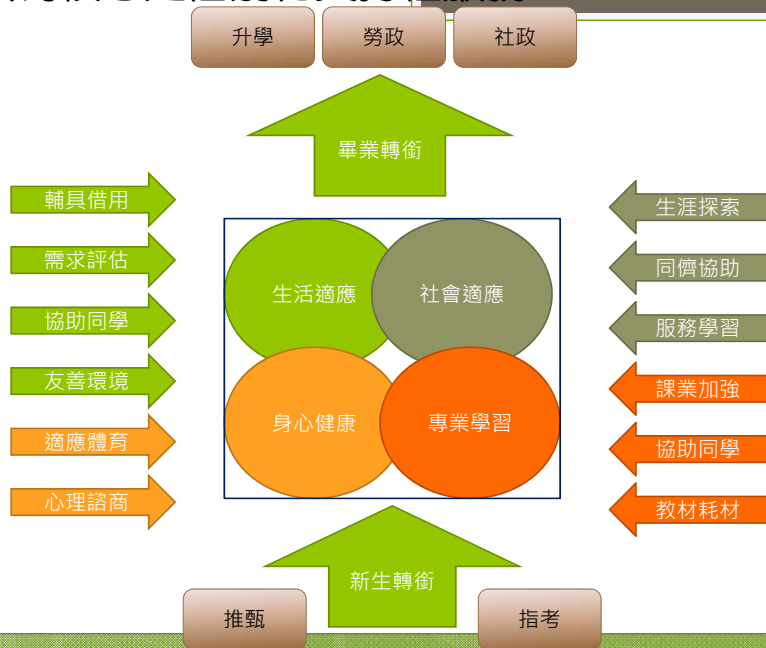 升學
勞政
社政
畢業轉銜
輔具借用
需求評估
協助同學
友善環境
適應體育
心理諮商
生活適應
社會適應
身心健康
專業學習
生涯探索
同儕協助
服務學習
課業加強
協助同學
教材耗材
新生轉銜
推甄
指考